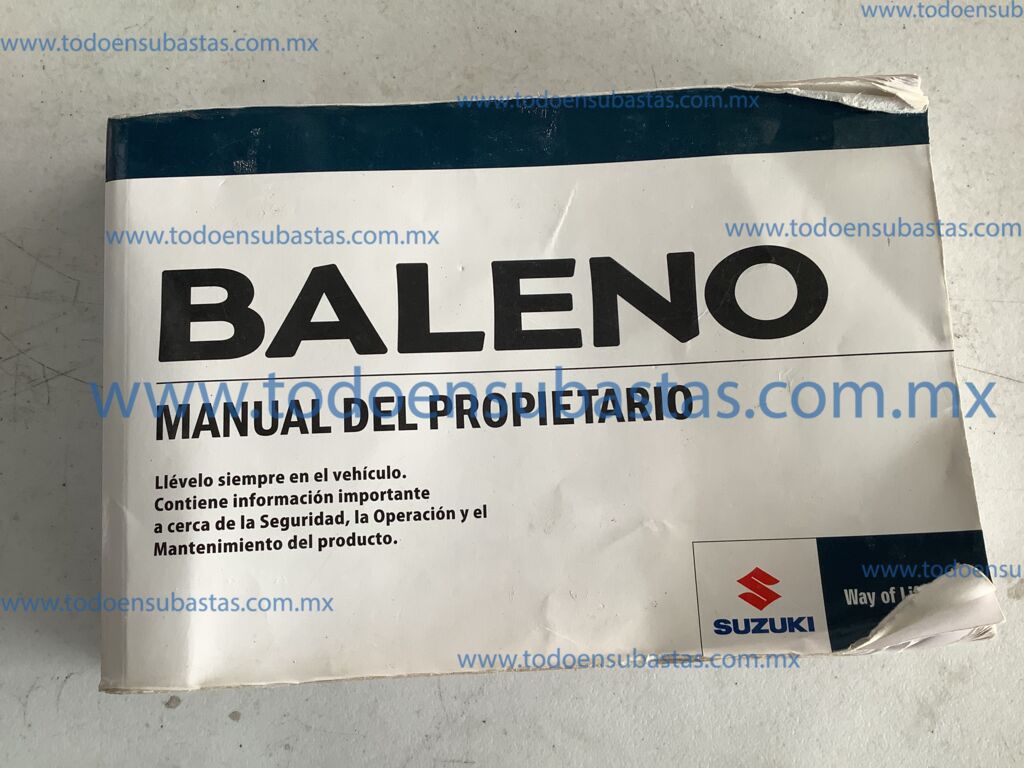 www.todoensubastas.com.mx
www.todoensub
www.todoensubastas.com.mx
www.todoensubastas.com.mx
www.todoensubastas.com.mx
BALENO
www.todoensubastas.com.mx
MANUAL DEL PROPIETARIO
Llévelo siempre en el vehículo.
Contiene información importante
a cerca de la Seguridad, la Operación y el
Mantenimiento del producto.
www.todoensub
SUZUKI
Way of
www.todoensubastas.com.mx
www.todoensubastas.com.mx